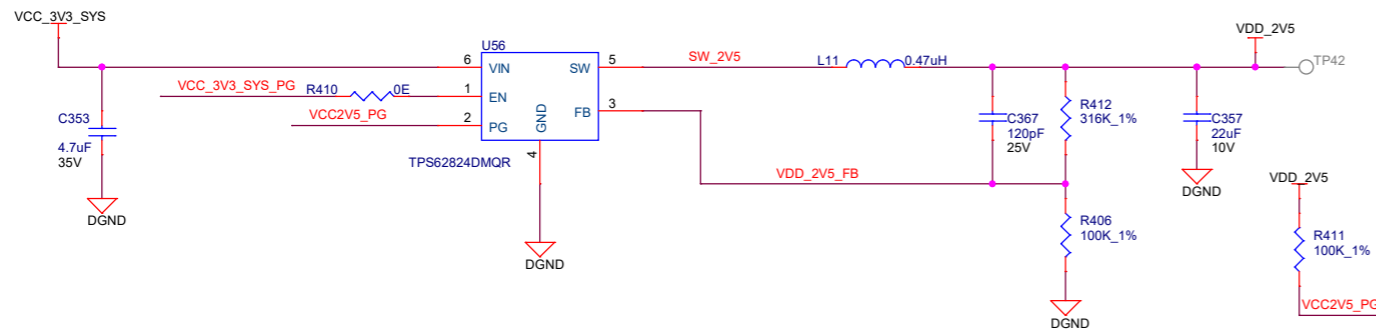 VCC_3V3_SYS
VCC_3V3_SYS_PG
R410
0E
VCC2V5_PG
C353
4.7uF
35V
DGND
U56
6
VIN
1
EN
2
PG
GND
4
SW
5
FB
3
TPS62824DMQR
DGND
SW_2V5
L11
0.47uH
VDD_2V5_FB
C367
120pF
25V
R412
316K_1%
R406
100K_1%
DGND
C357
22uF
10V
DGND
VDD_2V5
TP42
VDD_2V5
R411
100K_1%
VCC2V5_PG